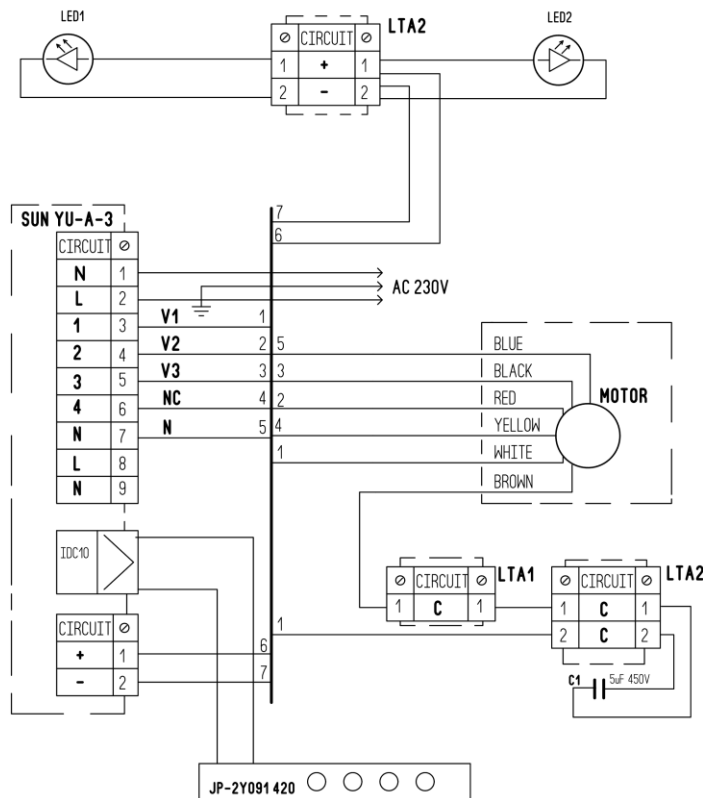 LED1
LTA2
LED2
CIRCUIT
1 + 1
2 - 2
7
6
SUN YU-A-3
CIRCUIT
N 1
L 2
1 3
2 4
3 5
4 6
N 7
L 8
N 9
AC 230V
V1 1
V2 2 5
V3 3 3
NC 4 2
N 5 4
1
BLUE
BLACK
RED
YELLOW
WHITE
BROWN
MOTOR
IDC10
LTA1
CIRCUIT
1 C 1
LTA2
CIRCUIT
1 C 1
2 C 2
C1 5uF 450V
CIRCUIT
+ 1
- 2
1
6
7
JP-2Y091420